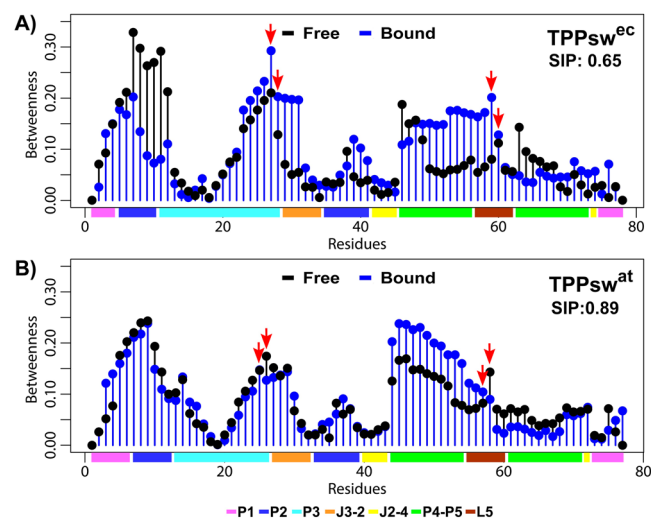 A)
Free Bound
TPPsw^ec
SIP: 0.65
Betweenness
0.00 0.10 0.20 0.30
0 20 40 60 80
Residues
B)
Free Bound
TPPsw^at
SIP:0.89
Betweenness
0.00 0.10 0.20 0.30
0 20 40 60 80
Residues
P1 P2 P3 J3-2 J2-4 P4-P5 L5